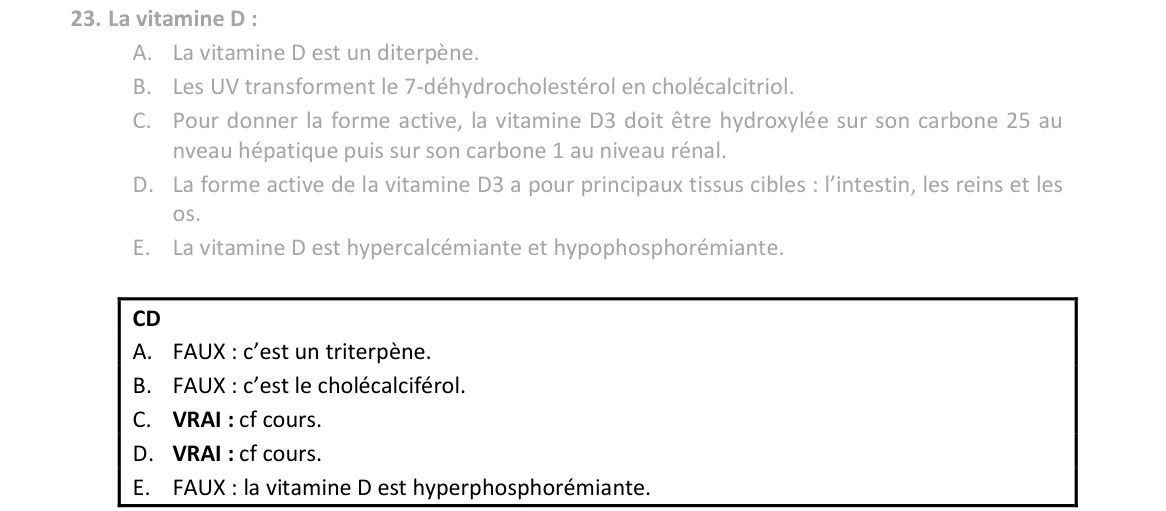 23. La vitamine D :
A. La vitamine D est un diterpène.
B. Les UV transforment le 7-déhydrocholestérol en cholécalcitriol.
C. Pour donner la forme active, la vitamine D3 doit être hydroxylée sur son carbone 25 au
nveau hépatique puis sur son carbone 1 au niveau rénal.
D. La forme active de la vitamine D3 a pour principaux tissus cibles : l'intestin, les reins et les
os.
E. La vitamine D est hypercalcémiante et hypophosphorémiante.
CD
A. FAUX : c'est un triterpène.
B. FAUX : c'est le cholécalciférol.
C. VRAI : cf cours.
D. VRAI : cf cours.
E. FAUX : la vitamine D est hyperphosphorémiante.